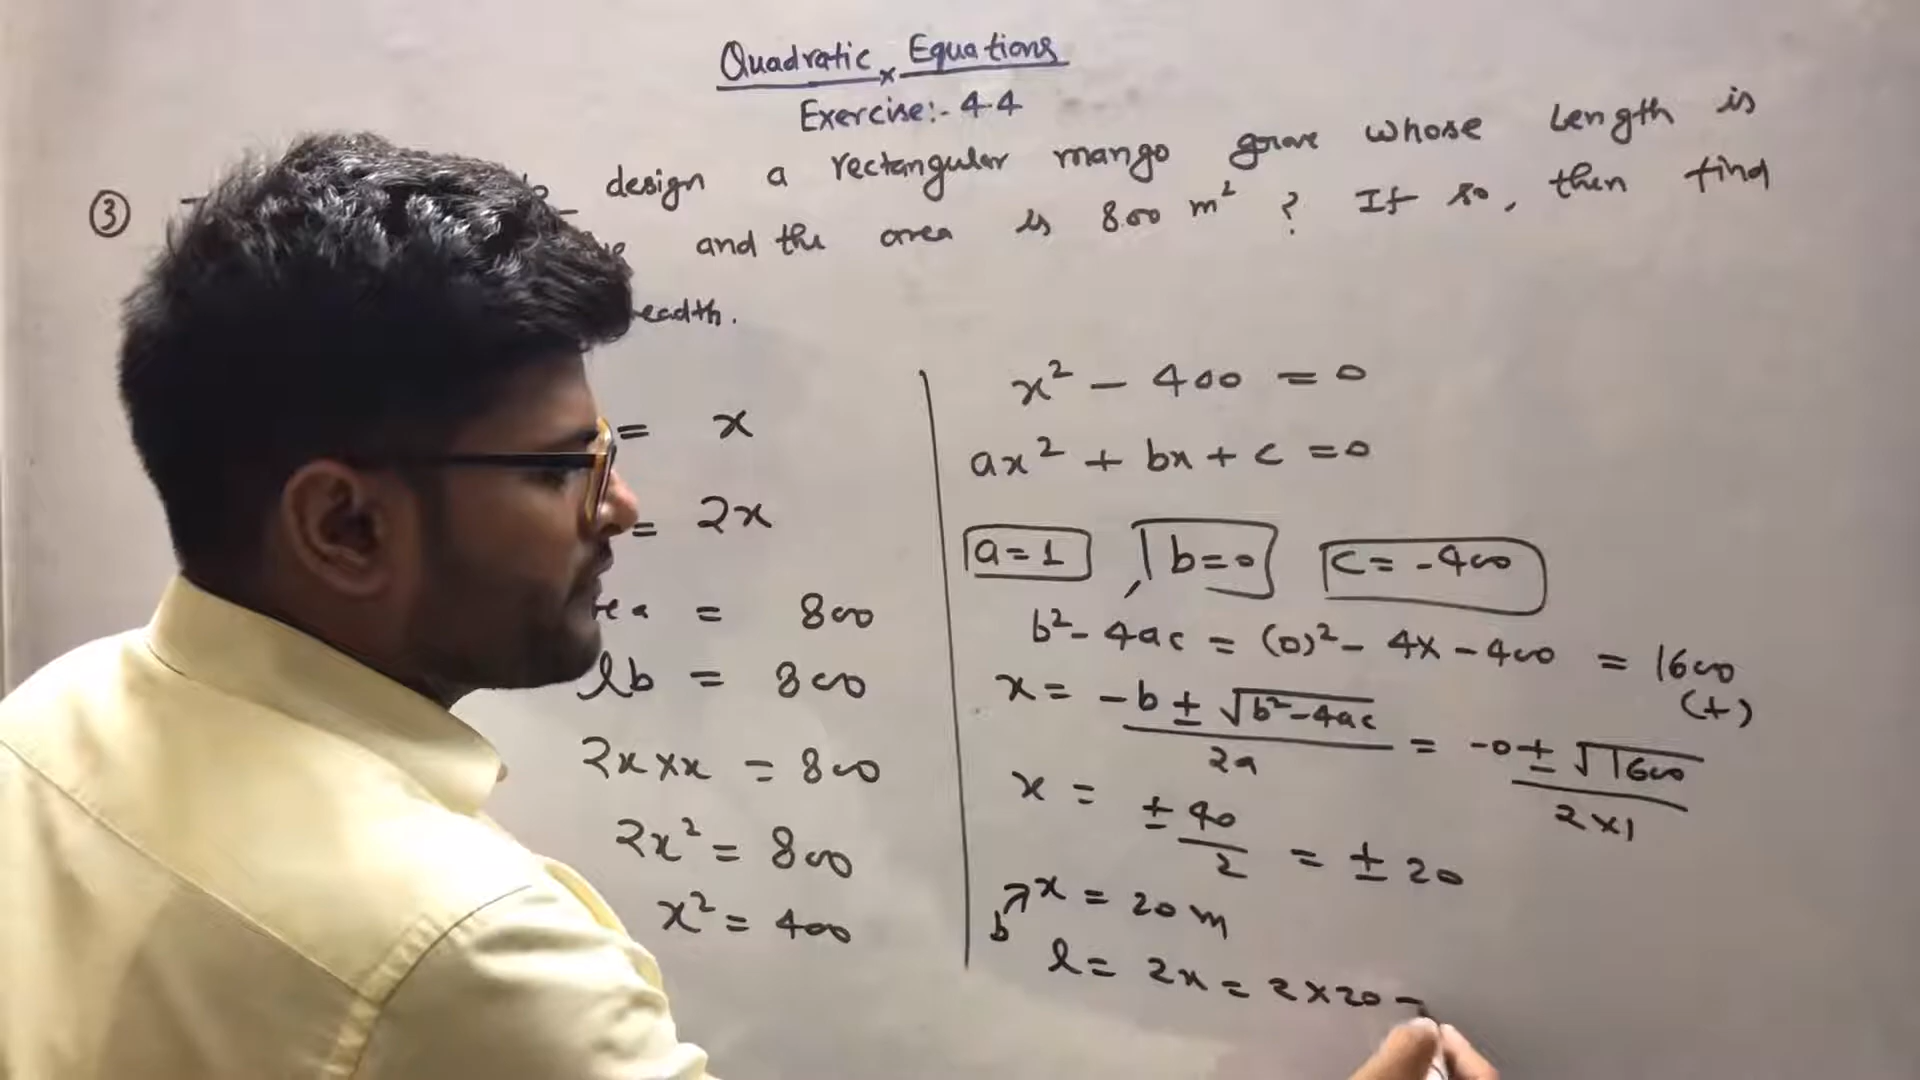 Quadratic Equations
x
Exercise:- 4.4
③ design a rectangular mango grove whose length is
and the area is 800 m² ? If so, then find
eadth.
= x
= 2x
ea = 800
lb = 800
2x×x = 800
2x² = 800
x² = 400
x² - 400 = 0
ax² + bx + c = 0
a=1 , b=0 c= -400
b² - 4ac = (0)² - 4x - 400 = 1600
(+)
x = -b ± √b²-4ac / 2a = -0 ± √1600 / 2×1
x = ± 40 / 2 = ± 20
b ↗ x = 20 m
l = 2x = 2×20 -